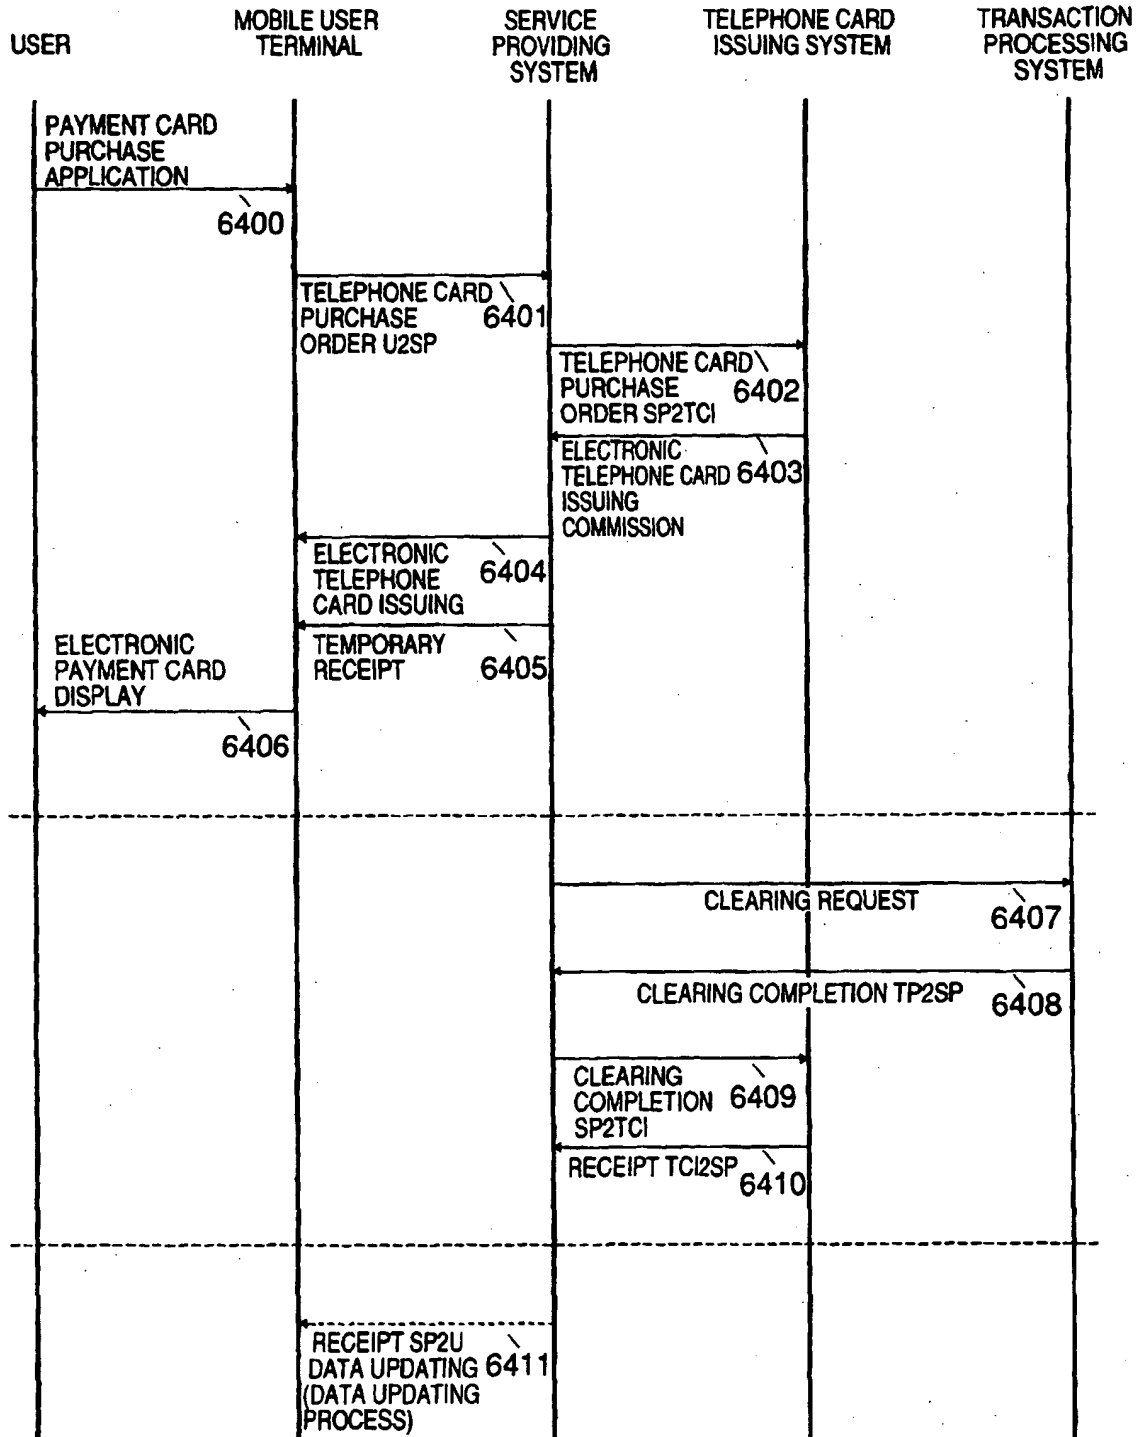 USER
MOBILE USER
TERMINAL
SERVICE
PROVIDING
SYSTEM
TELEPHONE CARD
ISSUING SYSTEM
TRANSACTION
PROCESSING
SYSTEM
PAYMENT CARD
PURCHASE
APPLICATION
6400
TELEPHONE CARD
PURCHASE
ORDER U2SP
6401
TELEPHONE CARD
PURCHASE
ORDER SP2TCI
6402
ELECTRONIC
TELEPHONE CARD
ISSUING
COMMISSION
6403
ELECTRONIC
TELEPHONE
CARD ISSUING
6404
TEMPORARY
RECEIPT
6405
ELECTRONIC
PAYMENT CARD
DISPLAY
6406
CLEARING REQUEST
6407
CLEARING COMPLETION TP2SP
6408
CLEARING
COMPLETION
SP2TCI
6409
RECEIPT TCI2SP
6410
RECEIPT SP2U
DATA UPDATING
(DATA UPDATING
PROCESS)
6411